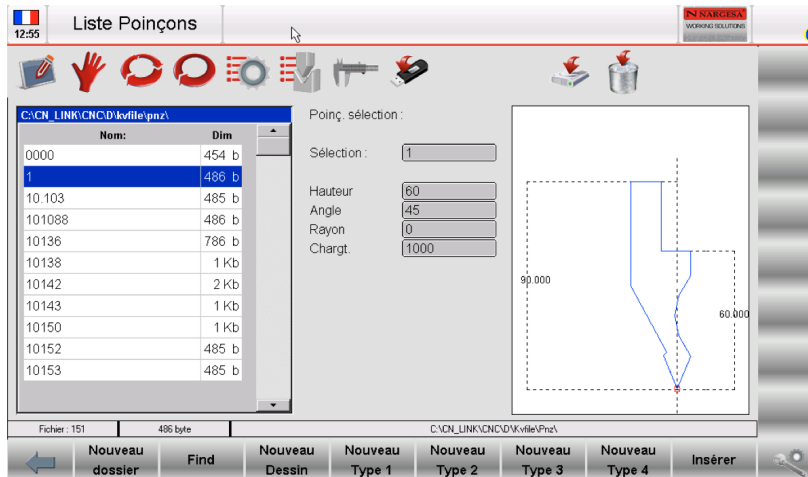 12:55
Liste Poinçons
NARGESA
WORKING SOLUTIONS
C:\CN_LINK\CNC\D\kvfile\pnz\
Nom: Dim
0000 454 b
1 486 b
10.103 485 b
101088 486 b
10136 786 b
10138 1 Kb
10142 2 Kb
10143 1 Kb
10150 1 Kb
10152 485 b
10153 485 b
Poinç. sélection :
Sélection : 1
Hauteur 60
Angle 45
Rayon 0
Chargt. 1000
90.000
60.000
Fichier : 151 486 byte C:\CN_LINK\CNC\D\Kvfile\Pnz\
Nouveau dossier
Find
Nouveau Dessin
Nouveau Type 1
Nouveau Type 2
Nouveau Type 3
Nouveau Type 4
Insérer